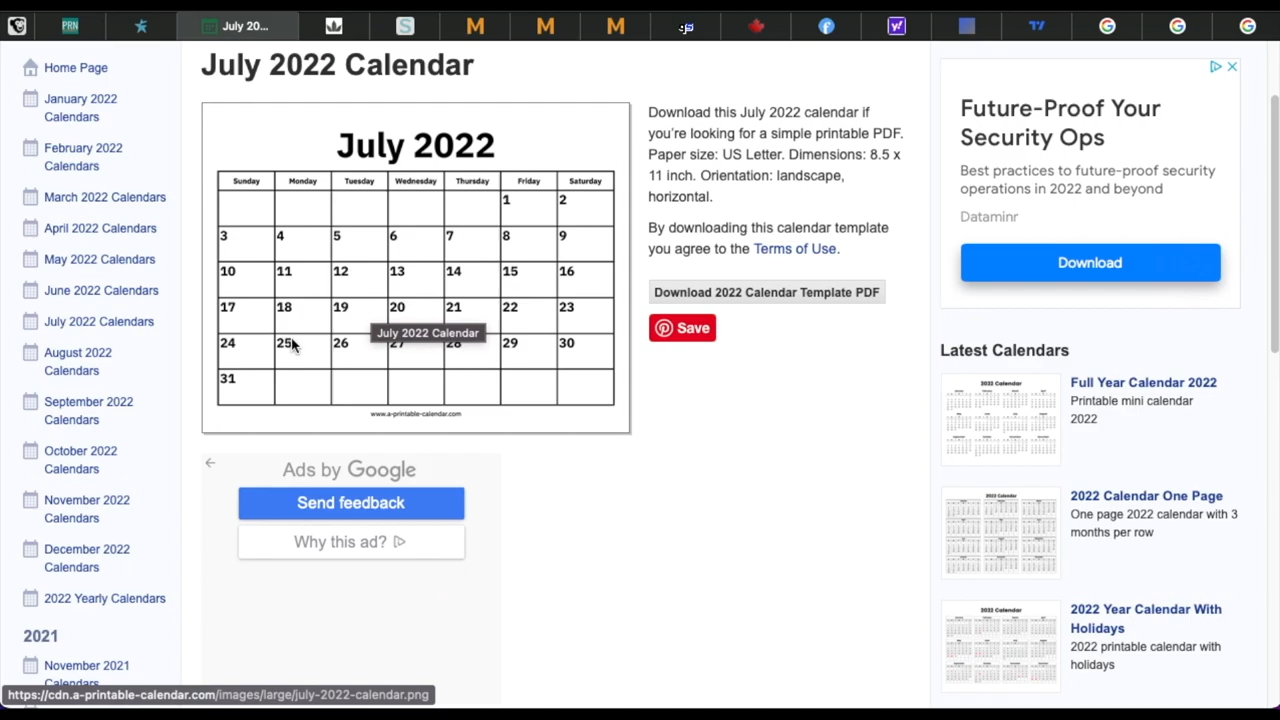 July 20...
Home Page
January 2022
Calendars
February 2022
Calendars
March 2022 Calendars
April 2022 Calendars
May 2022 Calendars
June 2022 Calendars
July 2022 Calendars
August 2022
Calendars
September 2022
Calendars
October 2022
Calendars
November 2022
Calendars
December 2022
Calendars
2022 Yearly Calendars
2021
November 2021
July 2022 Calendar
July 2022
Sunday Monday Tuesday Wednesday Thursday Friday Saturday
1 2
3 4 5 6 7 8 9
10 11 12 13 14 15 16
17 18 19 20 21 22 23
July 2022 Calendar
24 25 26 27 28 29 30
31
www.a-printable-calendar.com
Download this July 2022 calendar if
you're looking for a simple printable PDF.
Paper size: US Letter. Dimensions: 8.5 x
11 inch. Orientation: landscape,
horizontal.
By downloading this calendar template
you agree to the Terms of Use.
Download 2022 Calendar Template PDF
Save
Ads by Google
Send feedback
Why this ad?
Future-Proof Your
Security Ops
Best practices to future-proof security
operations in 2022 and beyond
Dataminr
Download
Latest Calendars
2022 Calendar
Full Year Calendar 2022
Printable mini calendar
2022
2022 Calendar
2022 Calendar One Page
One page 2022 calendar with 3
months per row
2022 Calendar
2022 Year Calendar With
Holidays
2022 printable calendar with
holidays
https://cdn.a-printable-calendar.com/images/large/july-2022-calendar.png